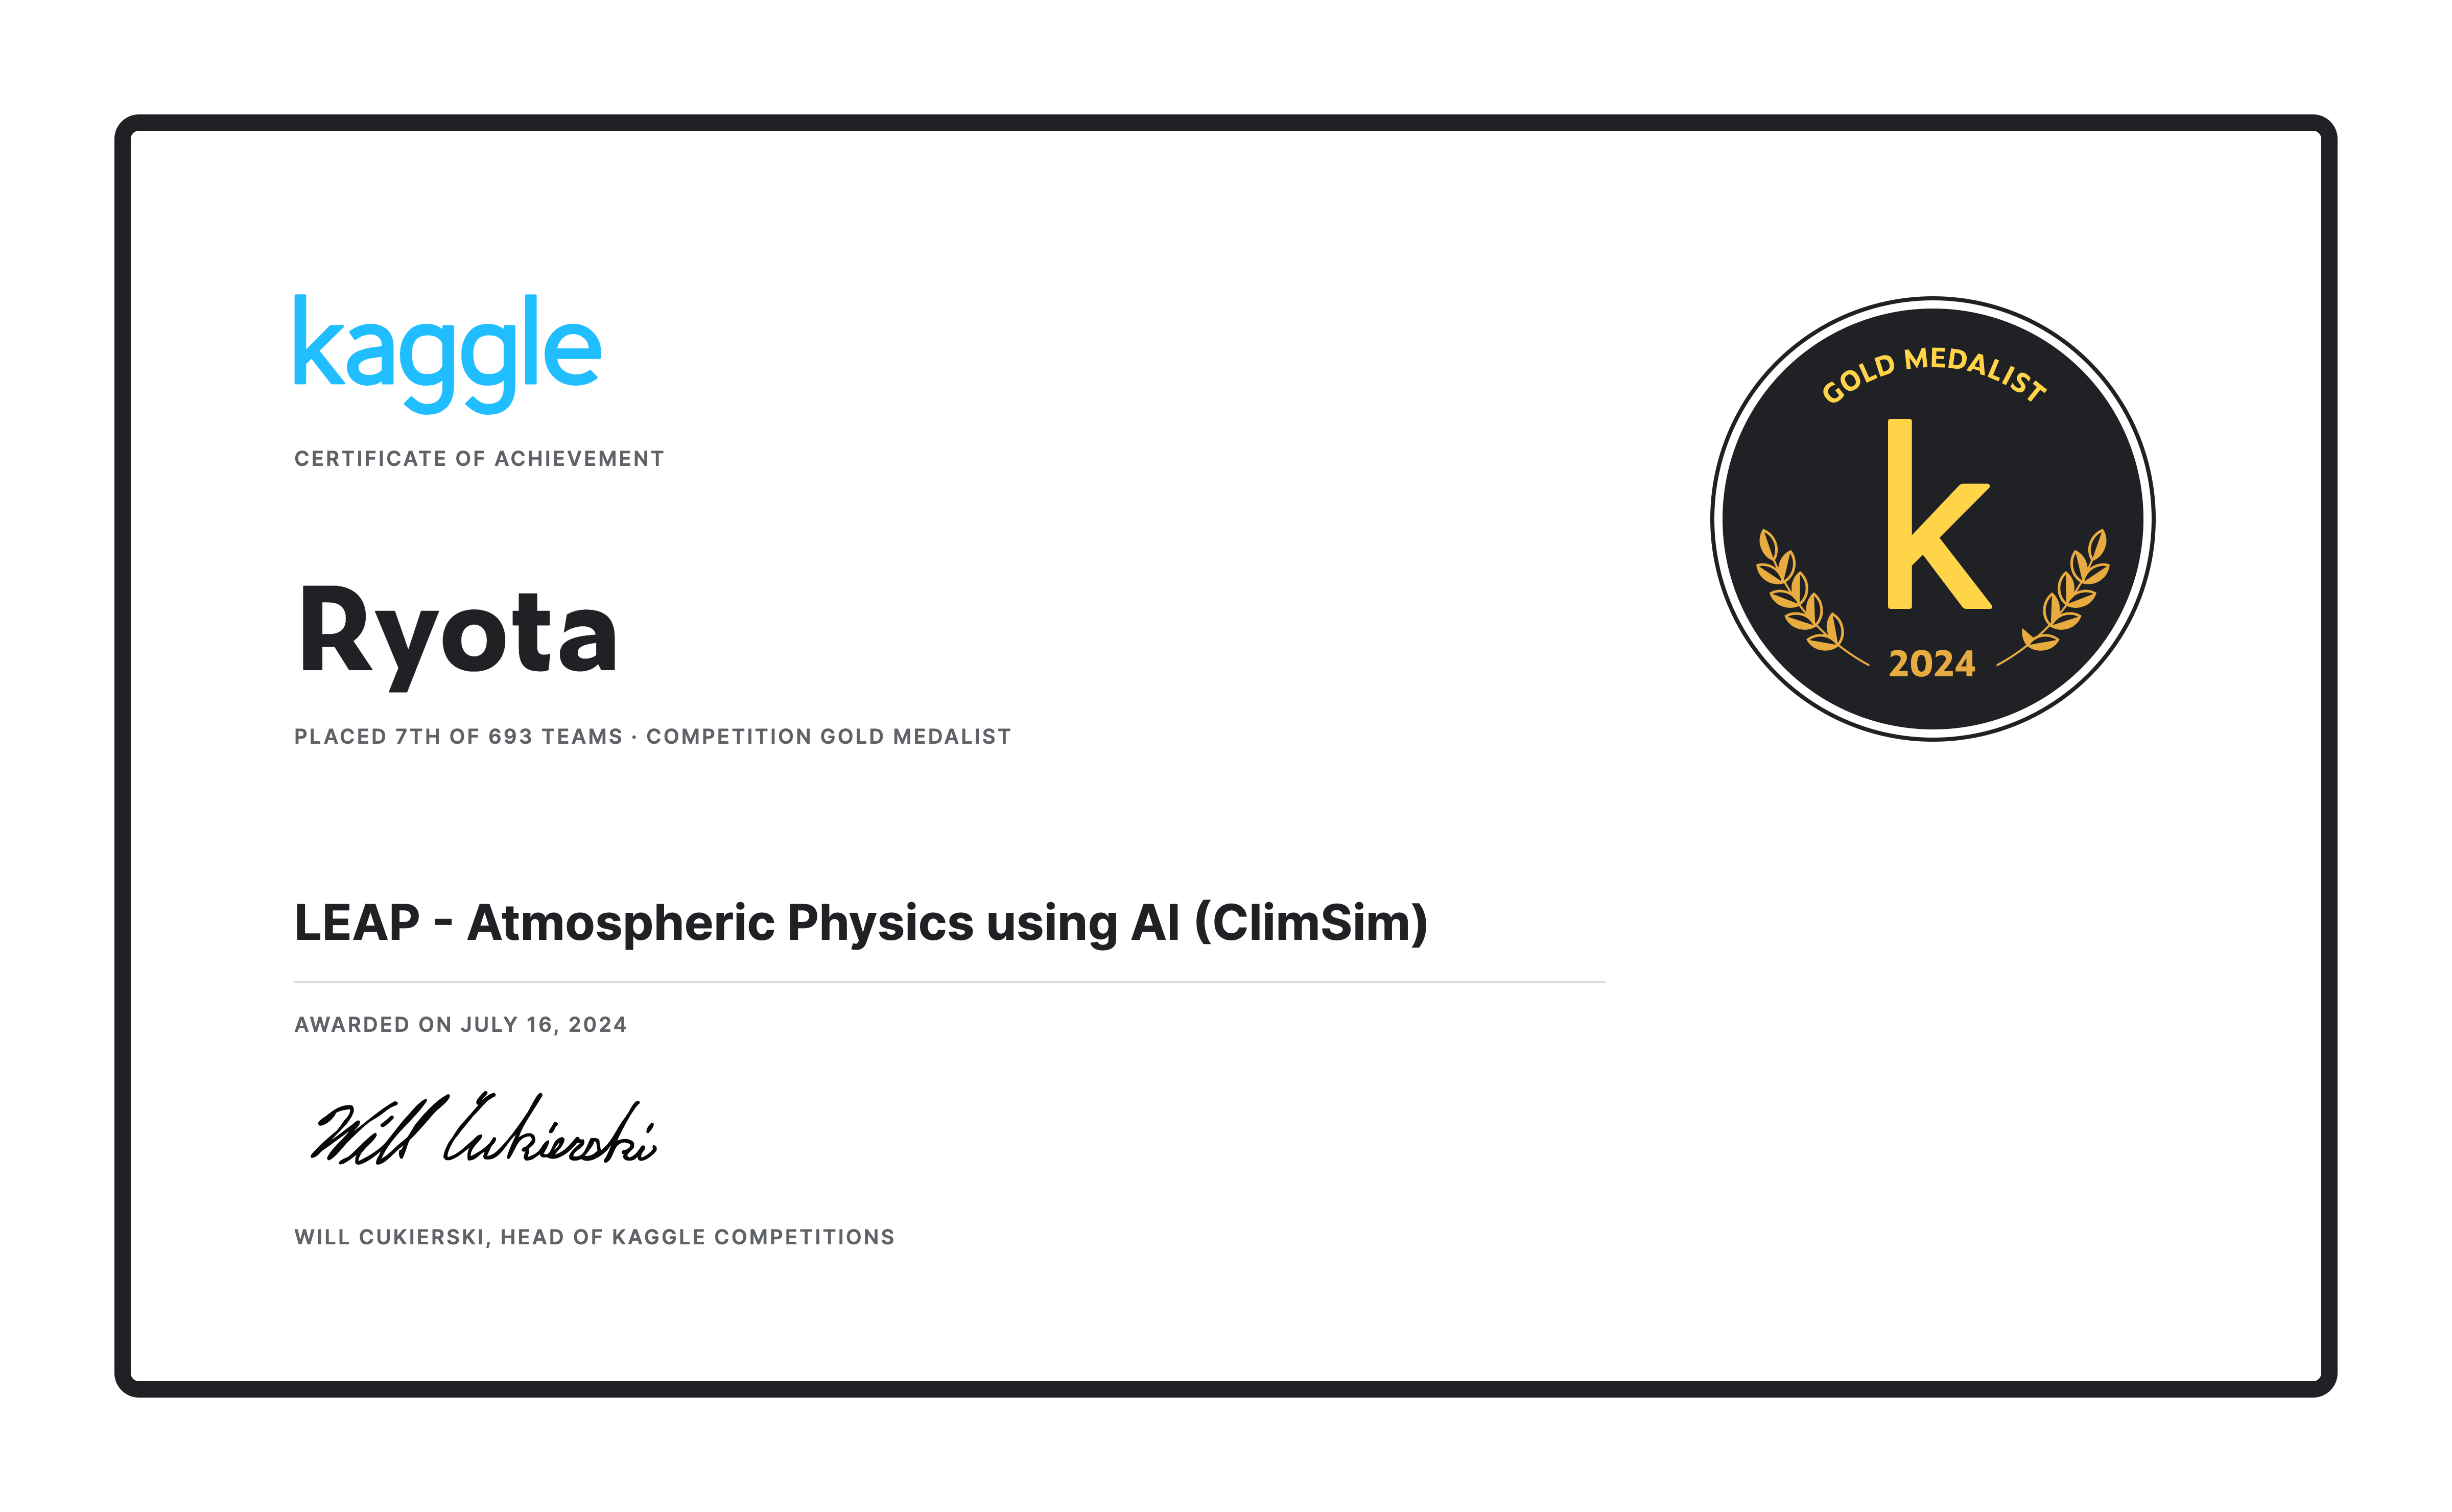 kaggle
CERTIFICATE OF ACHIEVEMENT
GOLD MEDALIST
k
2024
Ryota
PLACED 7TH OF 693 TEAMS · COMPETITION GOLD MEDALIST
LEAP - Atmospheric Physics using AI (ClimSim)
AWARDED ON JULY 16, 2024
Will Cukierski
WILL CUKIERSKI, HEAD OF KAGGLE COMPETITIONS